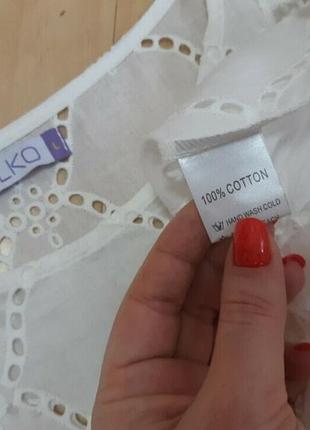 LKO
L
100% COTTON
HAND WASH COLD